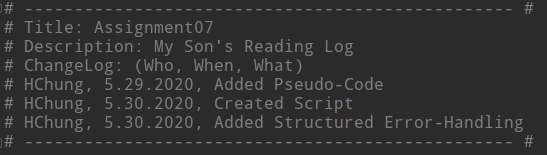 # ------------------------------------------------- #
# Title: Assignment07
# Description: My Son's Reading Log
# ChangeLog: (Who, When, What)
# HChung, 5.29.2020, Added Pseudo-Code
# HChung, 5.30.2020, Created Script
# HChung, 5.30.2020, Added Structured Error-Handling
# ------------------------------------------------- #